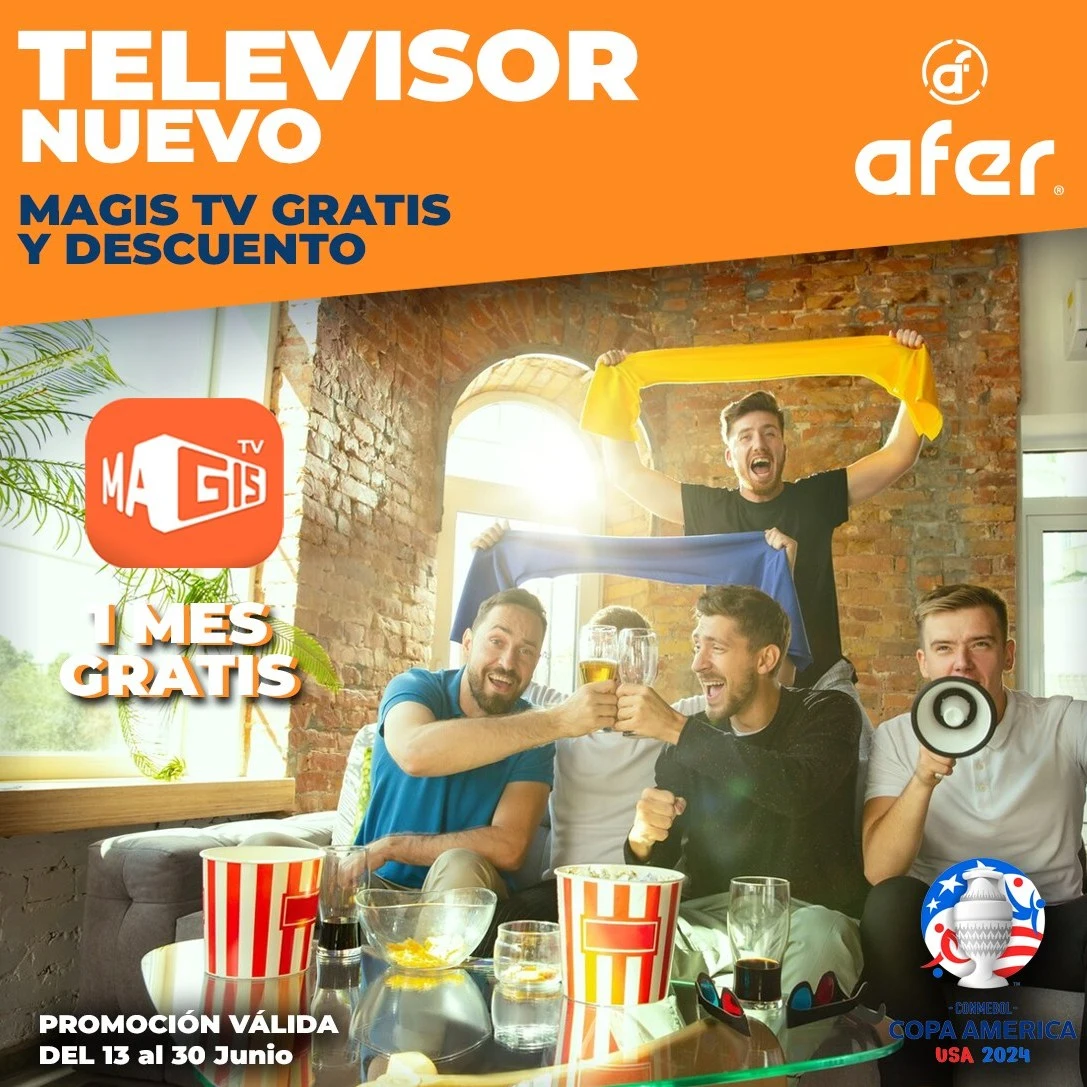 TELEVISOR
NUEVO
MAGIS TV GRATIS
Y DESCUENTO
af
afer®
MAGIS TV
1 MES
GRATIS
PROMOCIÓN VÁLIDA
DEL 13 al 30 Junio
- CONMEBOL -
COPA AMERICA
USA 2024